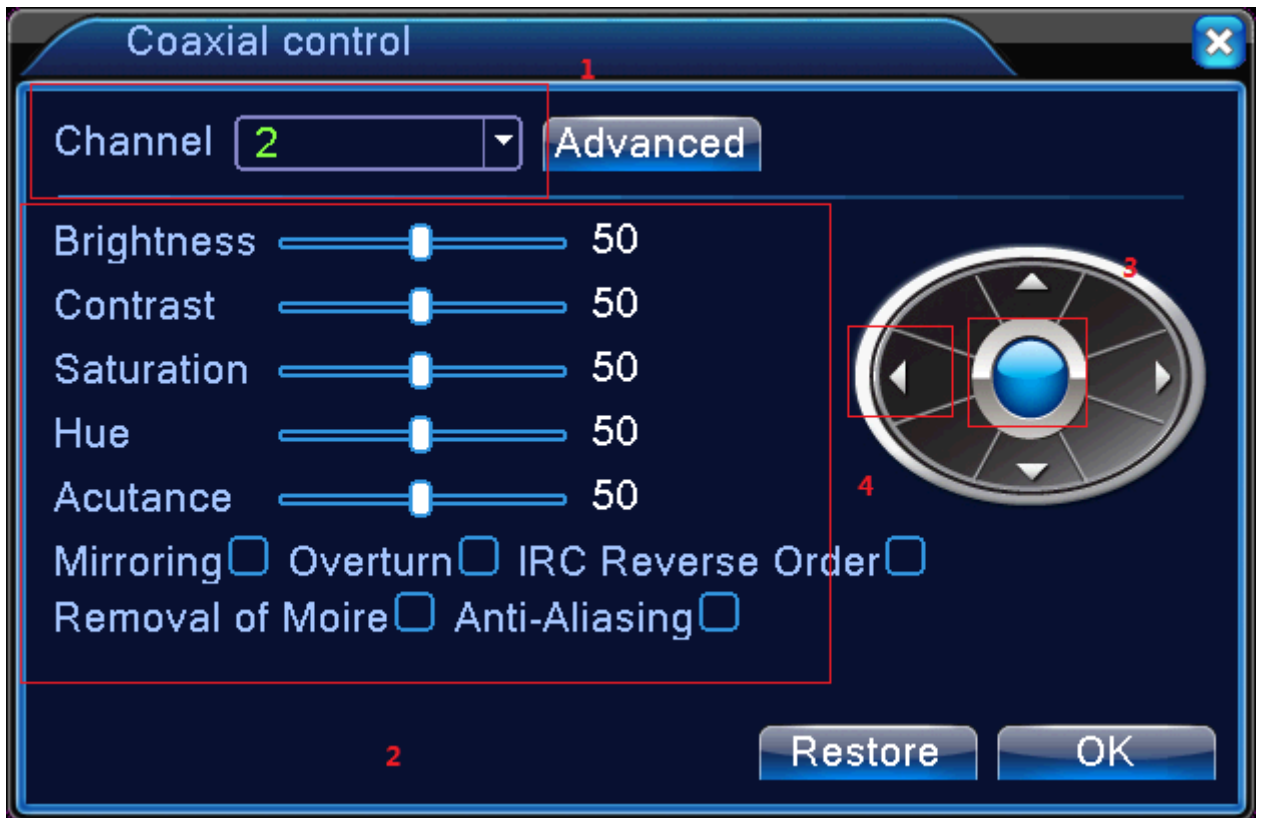 Coaxial control
1
Channel 2 Advanced
Brightness 50
3
Contrast 50
Saturation 50
Hue 50
Acutance 50
4
Mirroring Overturn IRC Reverse Order
Removal of Moire Anti-Aliasing
2
Restore OK